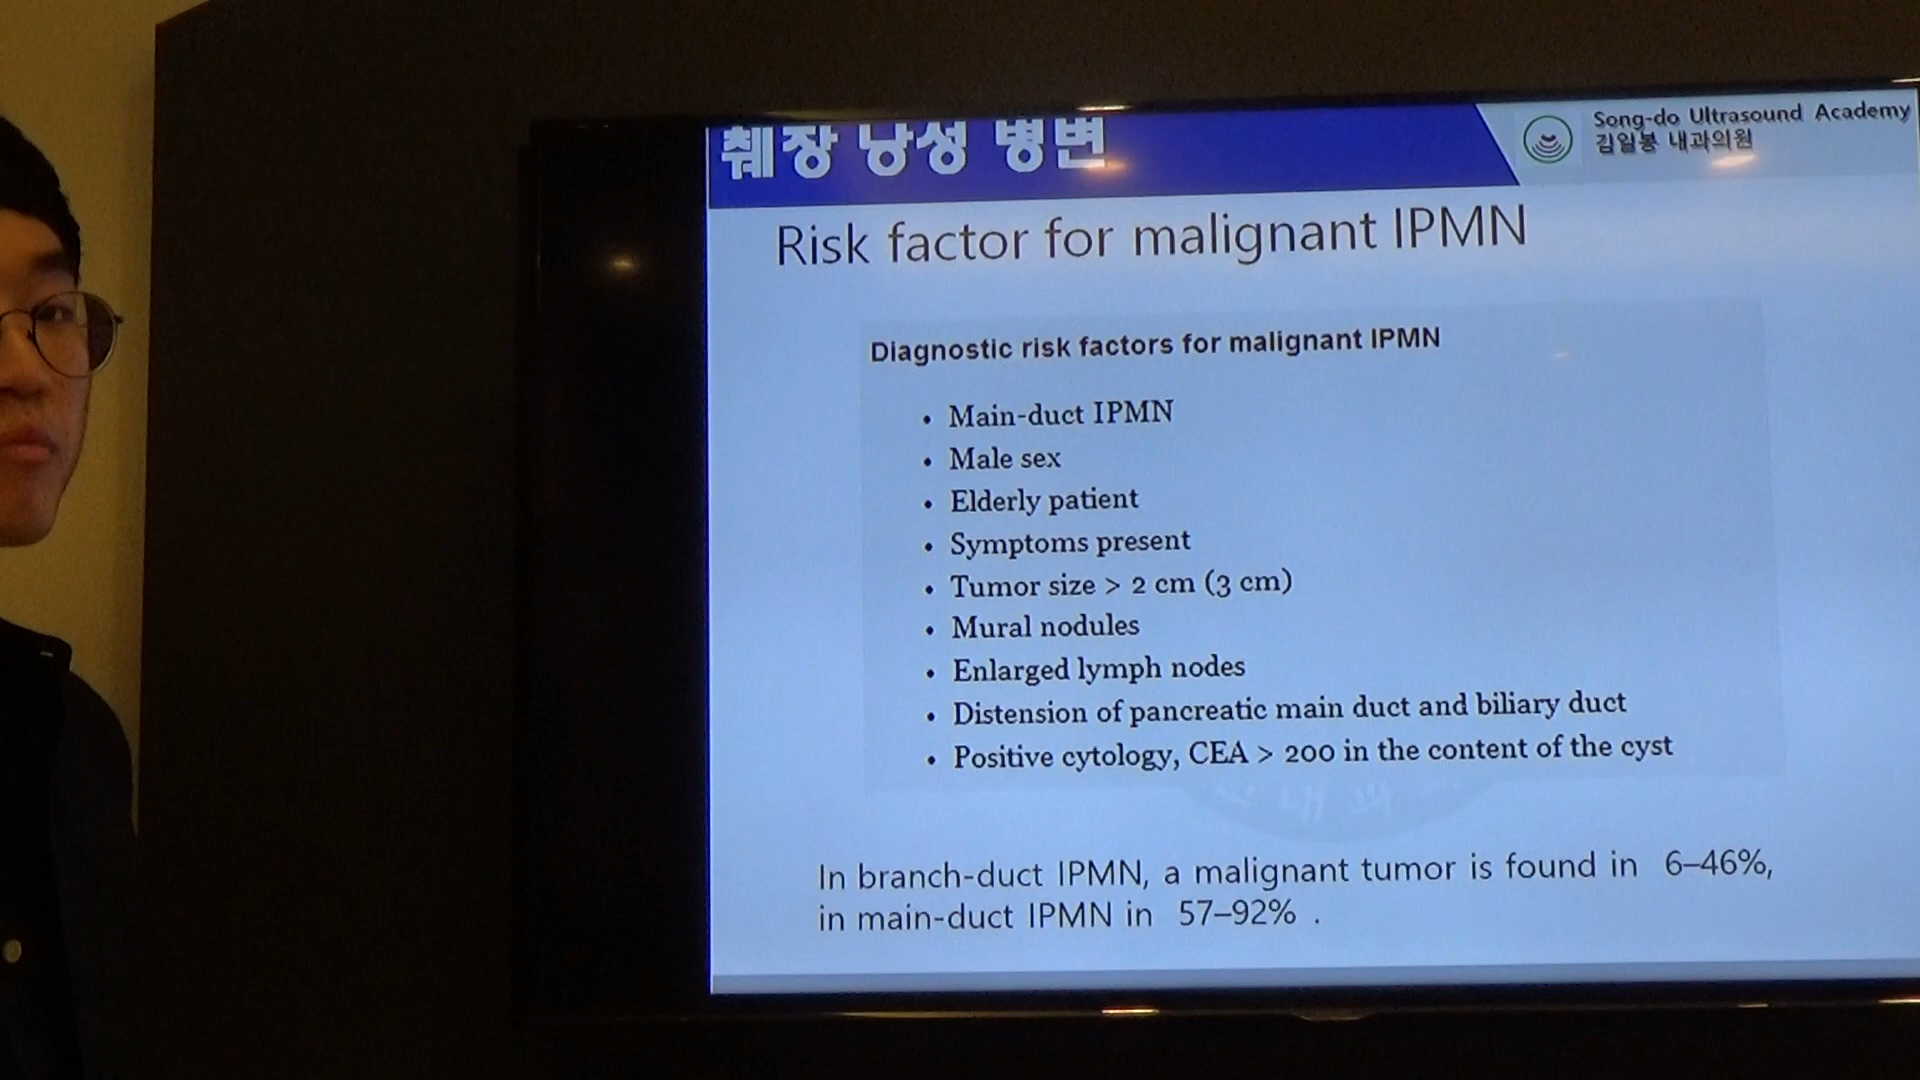 췌장 낭성 병변
Song-do Ultrasound Academy
김일봉 내과의원
Risk factor for malignant IPMN
Diagnostic risk factors for malignant IPMN
• Main-duct IPMN
• Male sex
• Elderly patient
• Symptoms present
• Tumor size > 2 cm (3 cm)
• Mural nodules
• Enlarged lymph nodes
• Distension of pancreatic main duct and biliary duct
• Positive cytology, CEA > 200 in the content of the cyst
내과
In branch-duct IPMN, a malignant tumor is found in 6–46%,
in main-duct IPMN in 57–92% .